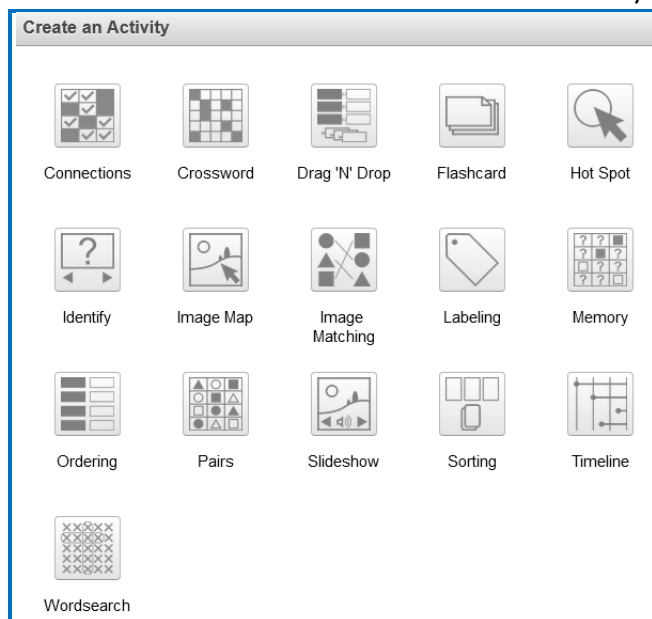 Create an Activity
Connections Crossword Drag 'N' Drop Flashcard Hot Spot
Identify Image Map Image Matching Labeling Memory
Ordering Pairs Slideshow Sorting Timeline
Wordsearch